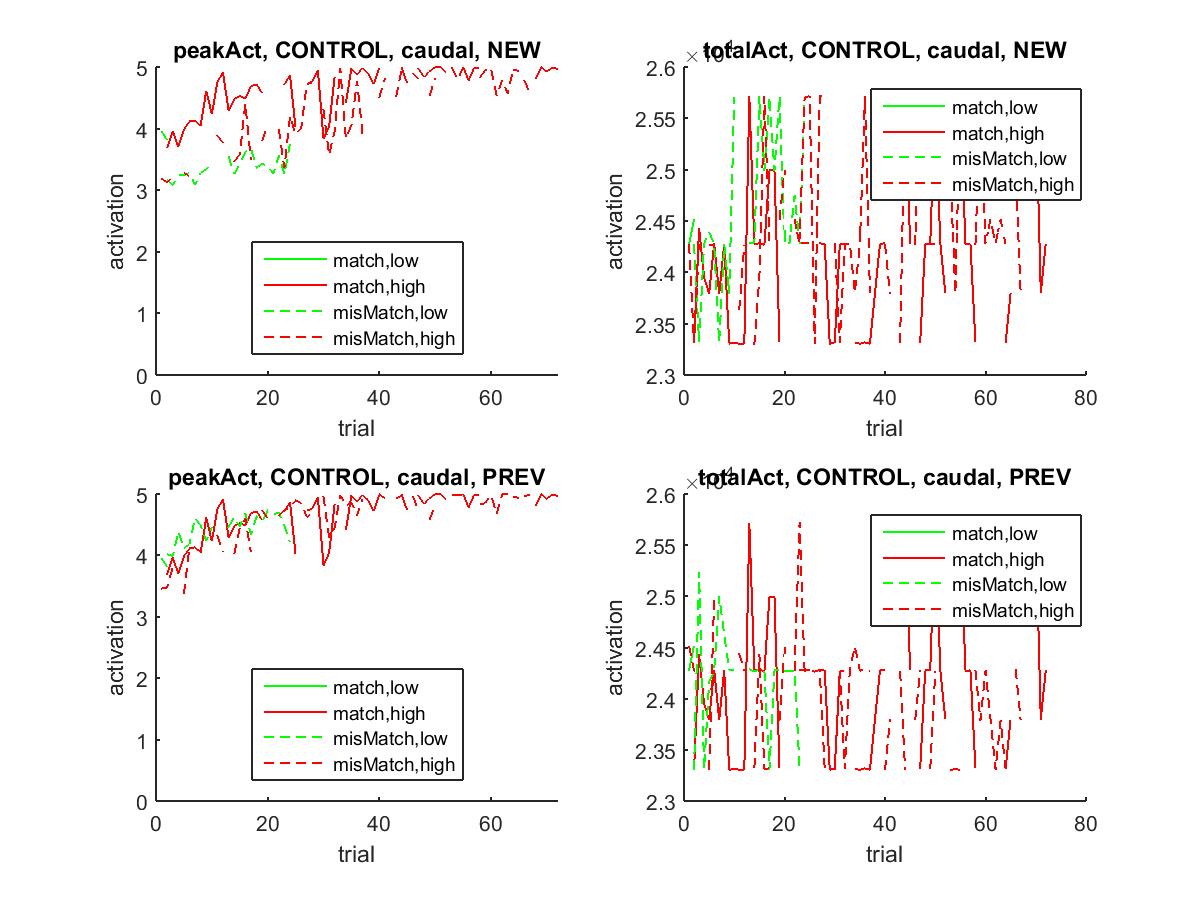 peakAct, CONTROL, caudal, NEW
5
4
3
2
1
0
activation
match,low
match,high
misMatch,low
misMatch,high
0 20 40 60
trial
totalAct, CONTROL, caudal, NEW
2.6
2.55
2.5
2.45
2.4
2.35
2.3
activation
match,low
match,high
misMatch,low
misMatch,high
0 20 40 60 80
trial
peakAct, CONTROL, caudal, PREV
5
4
3
2
1
0
activation
match,low
match,high
misMatch,low
misMatch,high
0 20 40 60
trial
totalAct, CONTROL, caudal, PREV
2.6
2.55
2.5
2.45
2.4
2.35
2.3
activation
match,low
match,high
misMatch,low
misMatch,high
0 20 40 60 80
trial